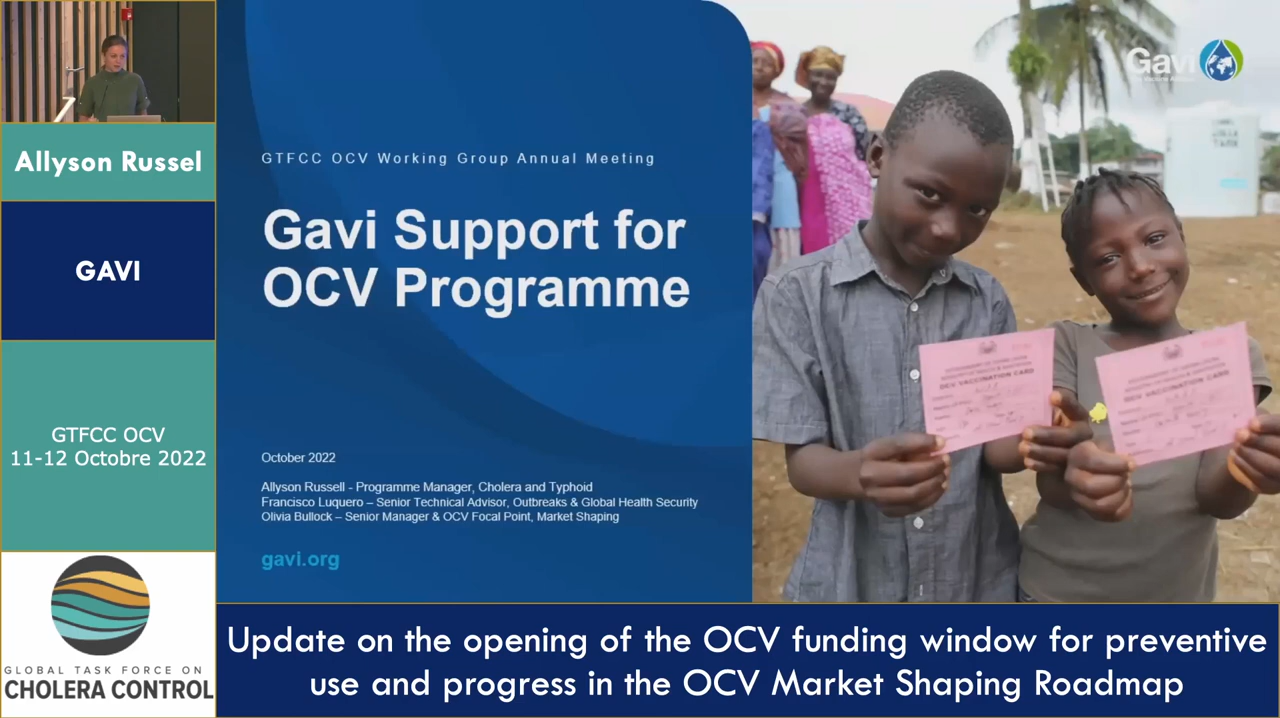 Allyson Russel
GAVI
GTFCC OCV
11-12 Octobre 2022
GLOBAL TASK FORCE ON
CHOLERA CONTROL
GTFCC OCV Working Group Annual Meeting
Gavi Support for
OCV Programme
October 2022
Allyson Russell - Programme Manager, Cholera and Typhoid
Francisco Luquero – Senior Technical Advisor, Outbreaks & Global Health Security
Olivia Bullock – Senior Manager & OCV Focal Point, Market Shaping
gavi.org
Gavi
VACCINATION CARD
VACCINATION CARD
Update on the opening of the OCV funding window for preventive
use and progress in the OCV Market Shaping Roadmap